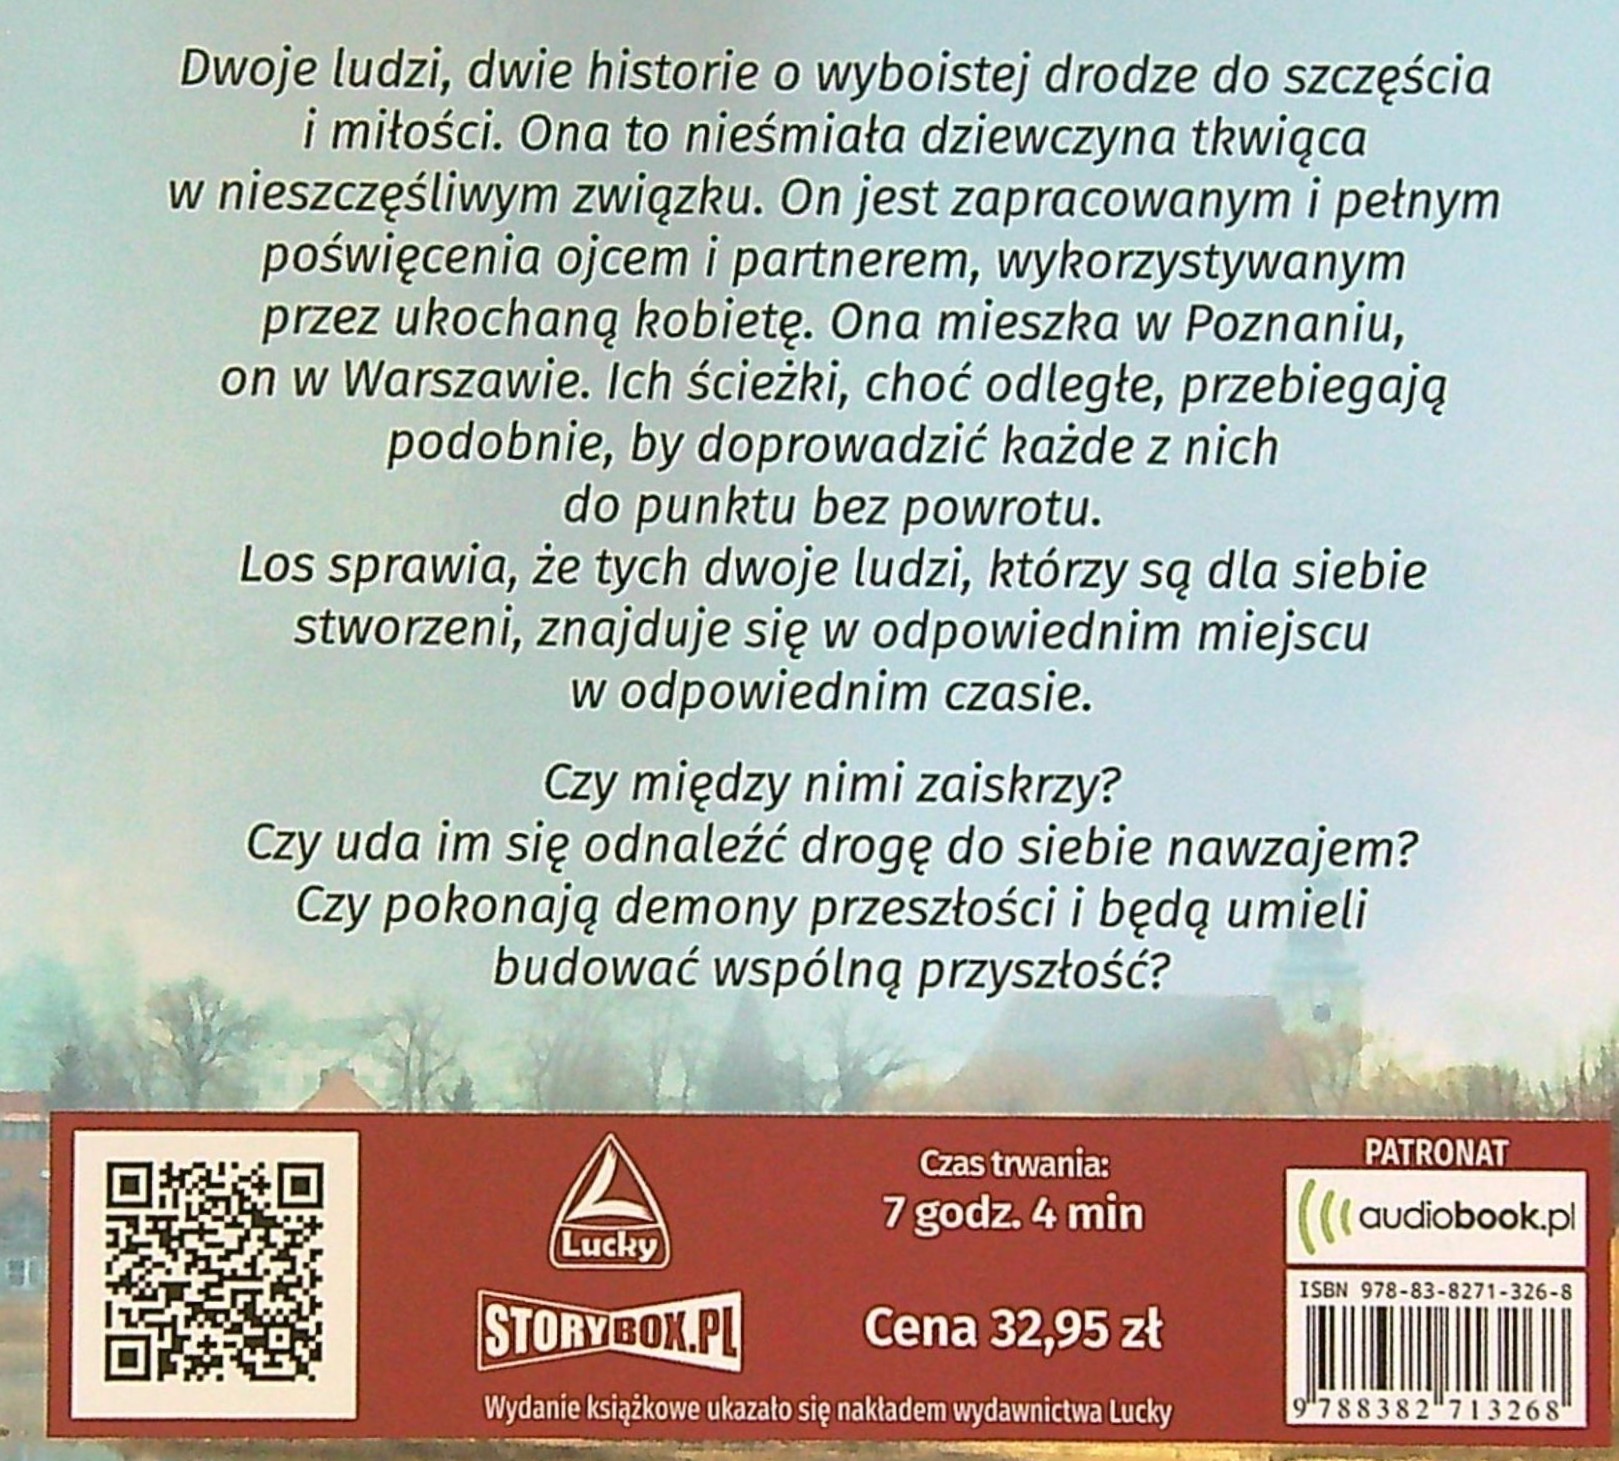 Dwoje ludzi, dwie historie o wyboistej drodze do szczęścia
i miłości. Ona to nieśmiała dziewczyna tkwiąca
w nieszczęśliwym związku. On jest zapracowanym i pełnym
poświęcenia ojcem i partnerem, wykorzystywanym
przez ukochaną kobietę. Ona mieszka w Poznaniu,
on w Warszawie. Ich ścieżki, choć odległe, przebiegają
podobnie, by doprowadzić każde z nich
do punktu bez powrotu.
Los sprawia, że tych dwoje ludzi, którzy są dla siebie
stworzeni, znajduje się w odpowiednim miejscu
w odpowiednim czasie.
Czy między nimi zaiskrzy?
Czy uda im się odnaleźć drogę do siebie nawzajem?
Czy pokonają demony przeszłości i będą umieli
budować wspólną przyszłość?
Lucky
STORYBOX.PL
Czas trwania:
7 godz. 4 min
Cena 32,95 zł
Wydanie książkowe ukazało się nakładem wydawnictwa Lucky
PATRONAT
audiobook.pl
ISBN 978-83-8271-326-8
9 788382 713268